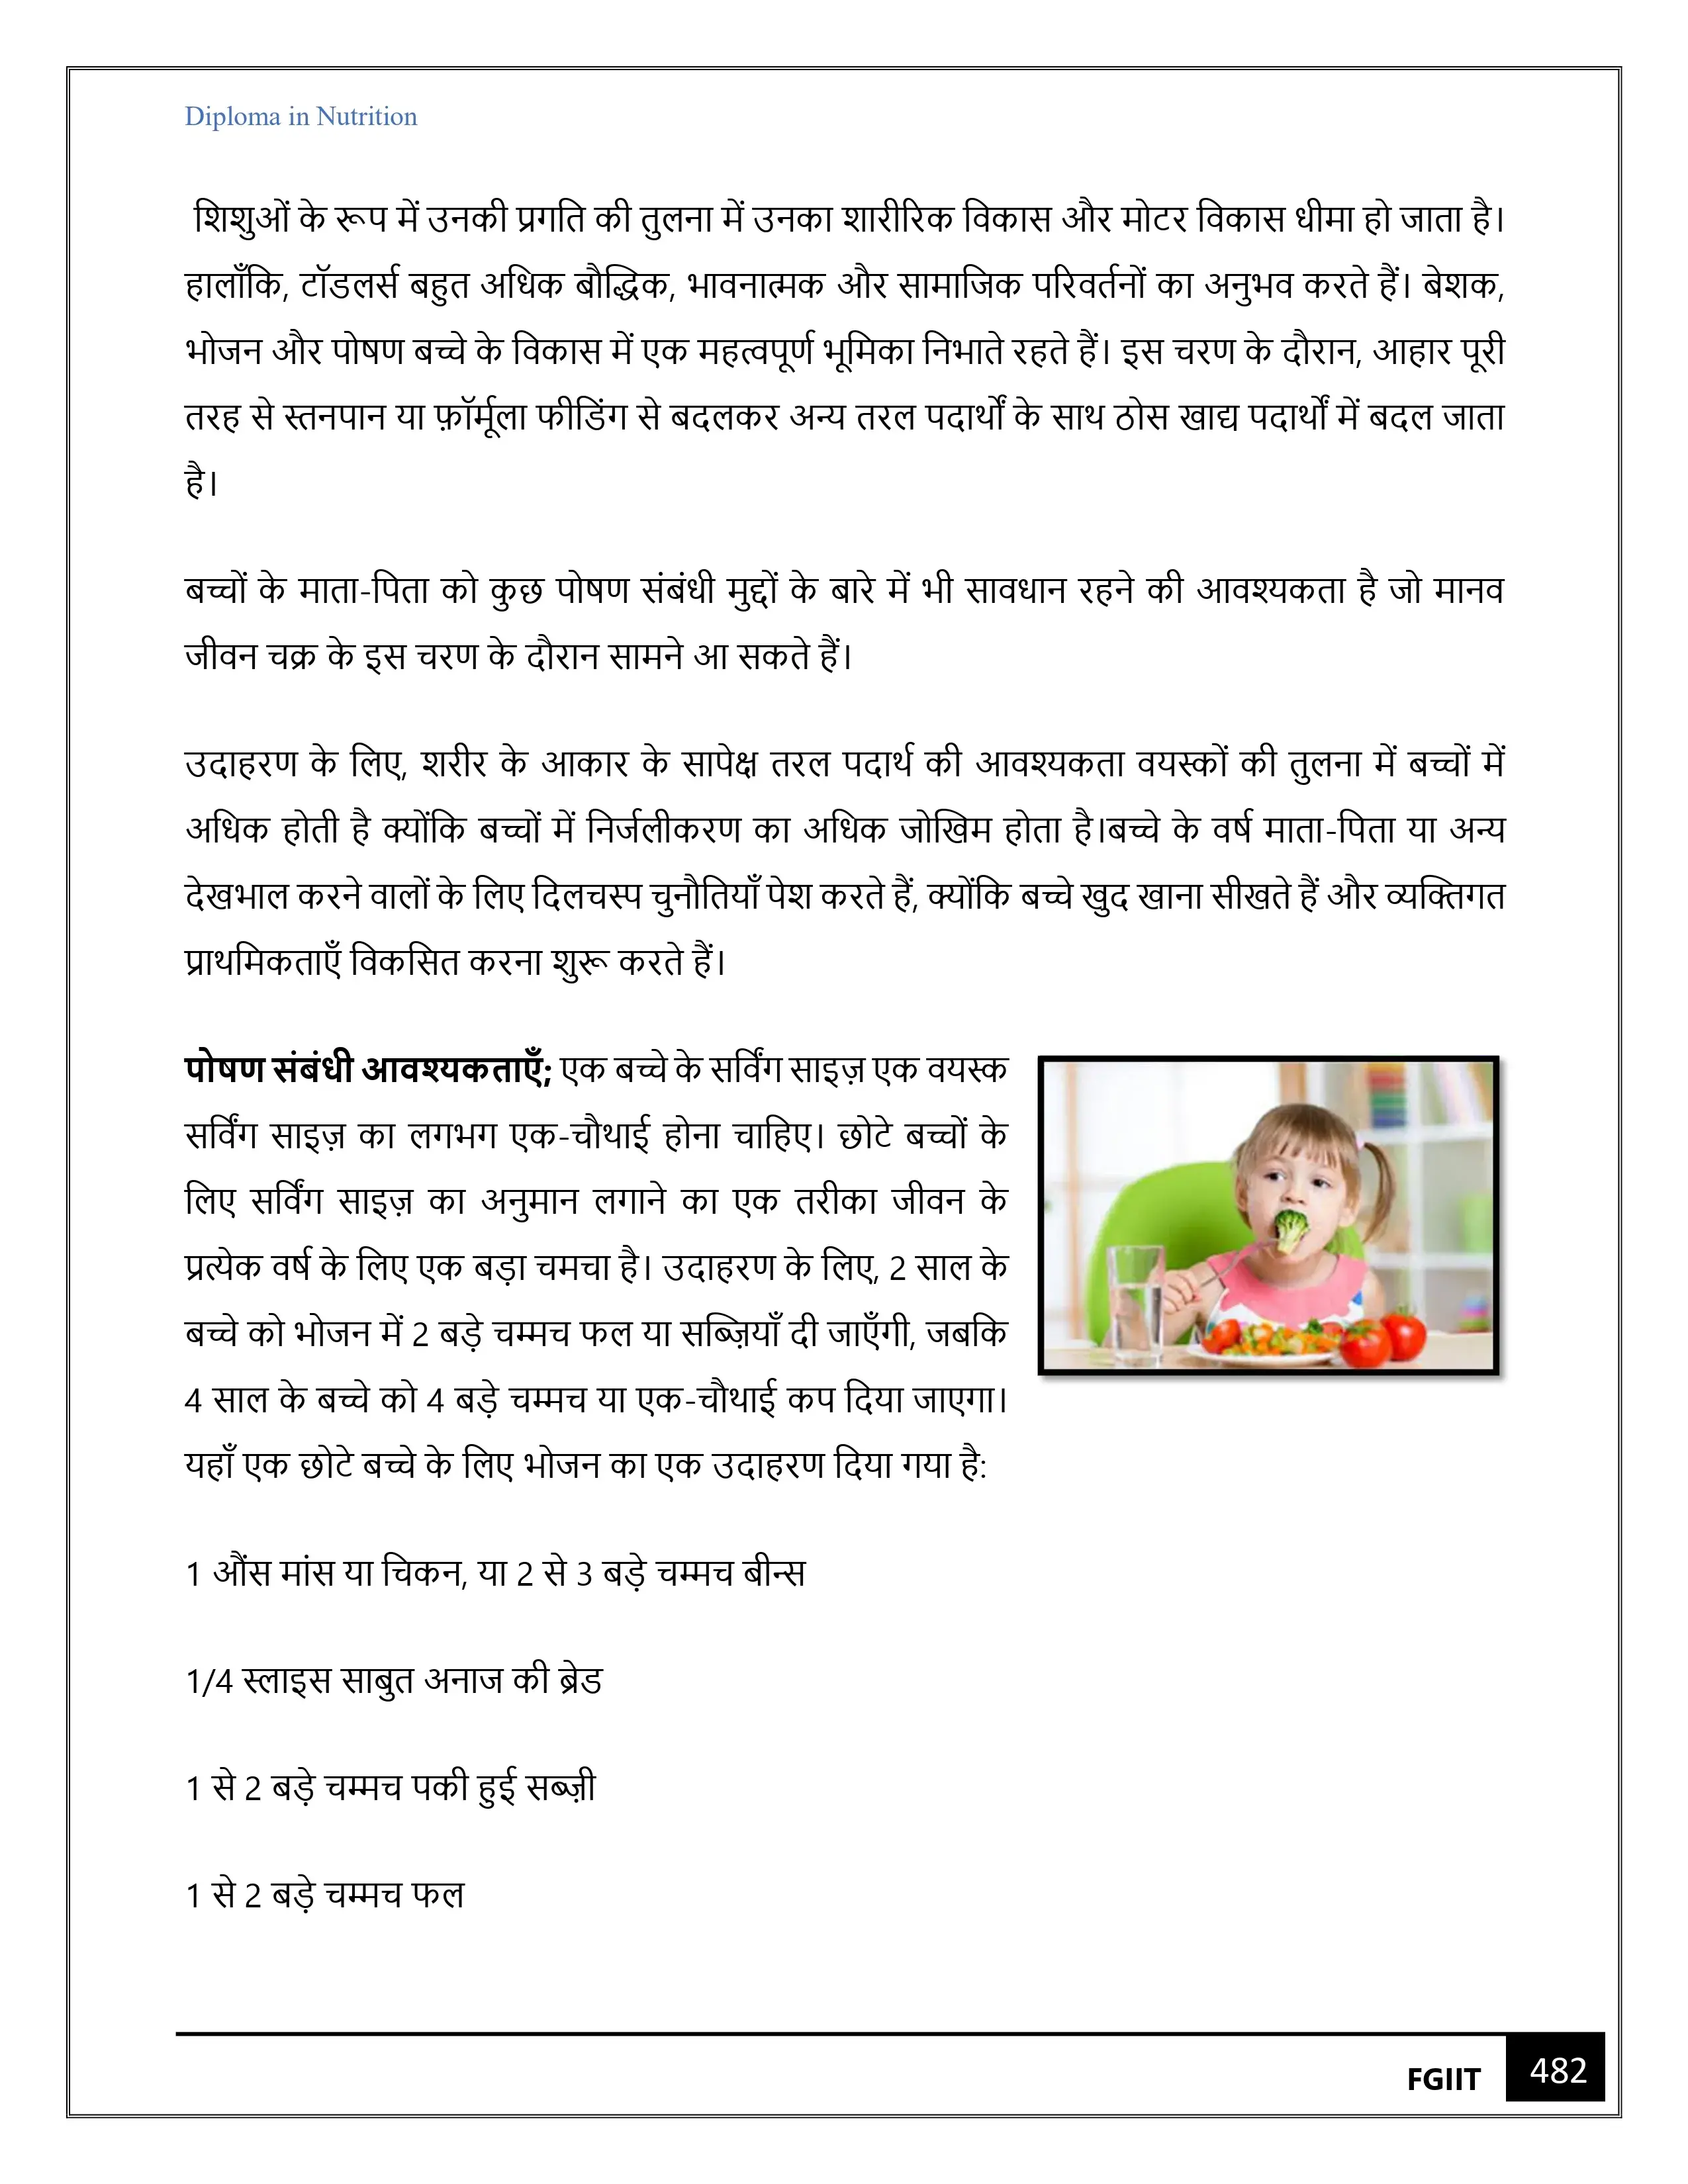 Diploma in Nutrition
शिशुओं के रूप में उनकी प्रगति की तुलना में उनका शारीरिक विकास और मोटर विकास धीमा हो जाता है।
हालाँकि, टॉडलर्स बहुत अधिक बौद्धिक, भावनात्मक और सामाजिक परिवर्तनों का अनुभव करते हैं। बेशक,
भोजन और पोषण बच्चे के विकास में एक महत्वपूर्ण भूमिका निभाते रहते हैं। इस चरण के दौरान, आहार पूरी
तरह से स्तनपान या फ़ॉर्मूला फीडिंग से बदलकर अन्य तरल पदार्थों के साथ ठोस खाद्य पदार्थों में बदल जाता
है।
बच्चों के माता-पिता को कुछ पोषण संबंधी मुद्दों के बारे में भी सावधान रहने की आवश्यकता है जो मानव
जीवन चक्र के इस चरण के दौरान सामने आ सकते हैं।
उदाहरण के लिए, शरीर के आकार के सापेक्ष तरल पदार्थ की आवश्यकता वयस्कों की तुलना में बच्चों में
अधिक होती है क्योंकि बच्चों में निर्जलीकरण का अधिक जोखिम होता है।बच्चे के वर्ष माता-पिता या अन्य
देखभाल करने वालों के लिए दिलचस्प चुनौतियाँ पेश करते हैं, क्योंकि बच्चे खुद खाना सीखते हैं और व्यक्तिगत
प्राथमिकताएँ विकसित करना शुरू करते हैं।
पोषण संबंधी आवश्यकताएँ; एक बच्चे के सर्विंग साइज़ एक वयस्क
सर्विंग साइज़ का लगभग एक-चौथाई होना चाहिए। छोटे बच्चों के
लिए सर्विंग साइज़ का अनुमान लगाने का एक तरीका जीवन के
प्रत्येक वर्ष के लिए एक बड़ा चमचा है। उदाहरण के लिए, 2 साल के
बच्चे को भोजन में 2 बड़े चम्मच फल या सब्ज़ियाँ दी जाएँगी, जबकि
4 साल के बच्चे को 4 बड़े चम्मच या एक-चौथाई कप दिया जाएगा।
यहाँ एक छोटे बच्चे के लिए भोजन का एक उदाहरण दिया गया है:
1 औंस मांस या चिकन, या 2 से 3 बड़े चम्मच बीन्स
1/4 स्लाइस साबुत अनाज की ब्रेड
1 से 2 बड़े चम्मच पकी हुई सब्ज़ी
1 से 2 बड़े चम्मच फल
FGIIT 482